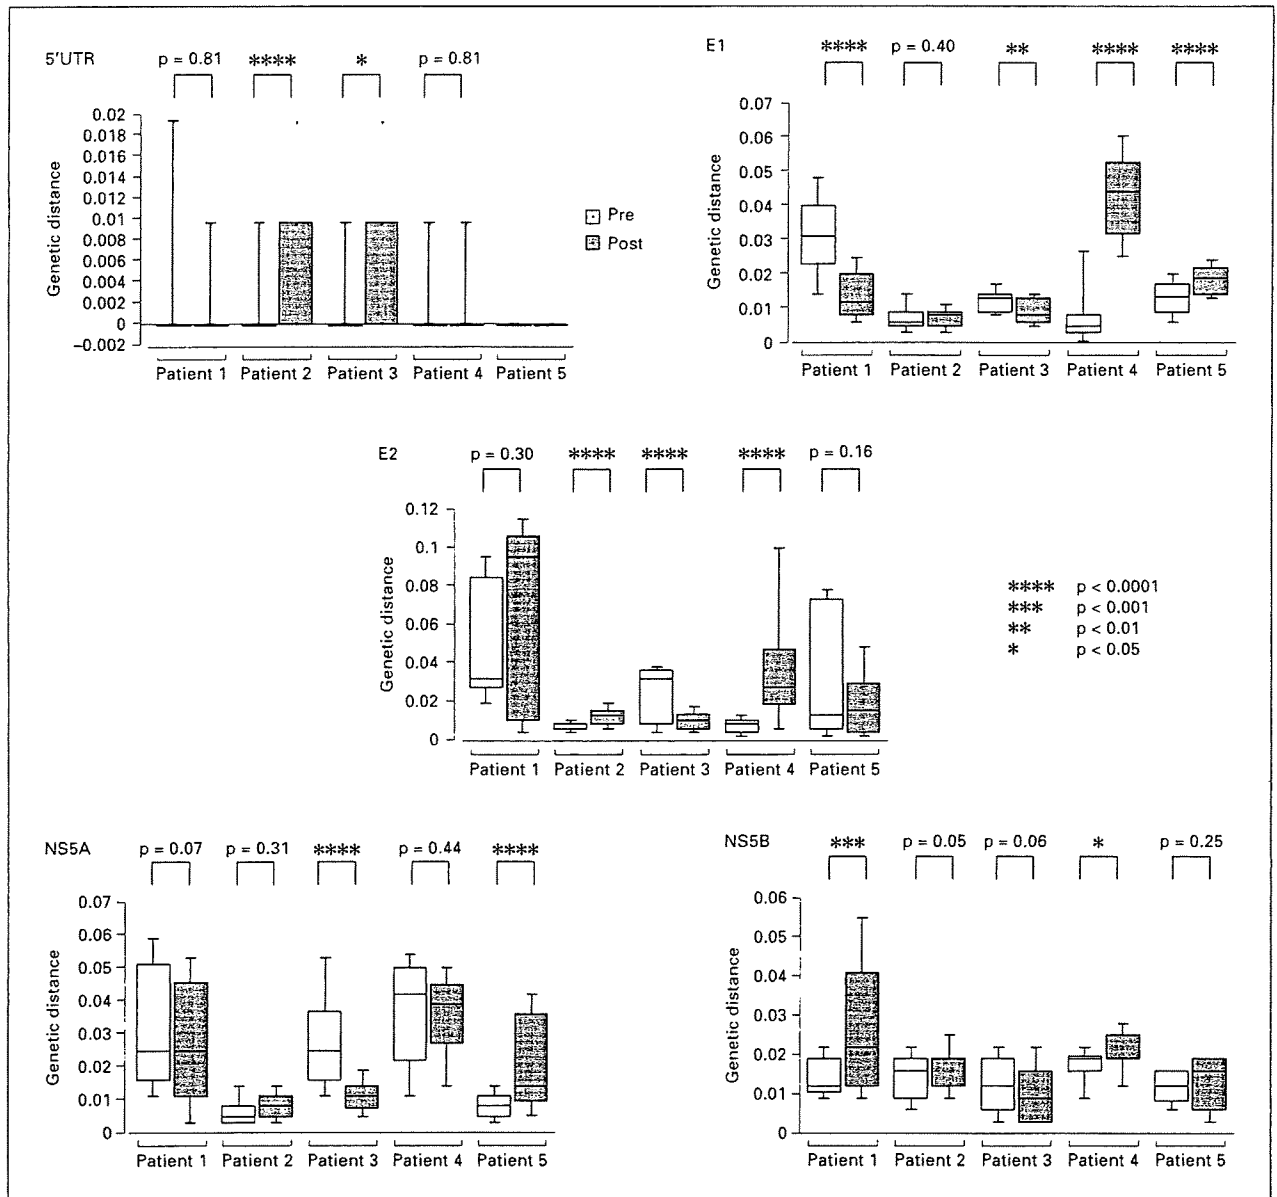 5′UTR
p = 0.81 **** * p = 0.81
Genetic distance
0.02
0.018
0.016
0.014
0.012
0.01
0.008
0.006
0.004
0.002
0
–0.002
Patient 1 Patient 2 Patient 3 Patient 4 Patient 5
Pre
Post
E1
**** p = 0.40 ** **** ****
Genetic distance
0.07
0.06
0.05
0.04
0.03
0.02
0.01
0
Patient 1 Patient 2 Patient 3 Patient 4 Patient 5
E2
p = 0.30 **** **** **** p = 0.16
Genetic distance
0.12
0.1
0.08
0.06
0.04
0.02
0
Patient 1 Patient 2 Patient 3 Patient 4 Patient 5
**** p < 0.0001
*** p < 0.001
** p < 0.01
* p < 0.05
NS5A
p = 0.07 p = 0.31 **** p = 0.44 ****
Genetic distance
0.07
0.06
0.05
0.04
0.03
0.02
0.01
0
Patient 1 Patient 2 Patient 3 Patient 4 Patient 5
NS5B
*** p = 0.05 p = 0.06 * p = 0.25
Genetic distance
0.06
0.05
0.04
0.03
0.02
0.01
0
Patient 1 Patient 2 Patient 3 Patient 4 Patient 5